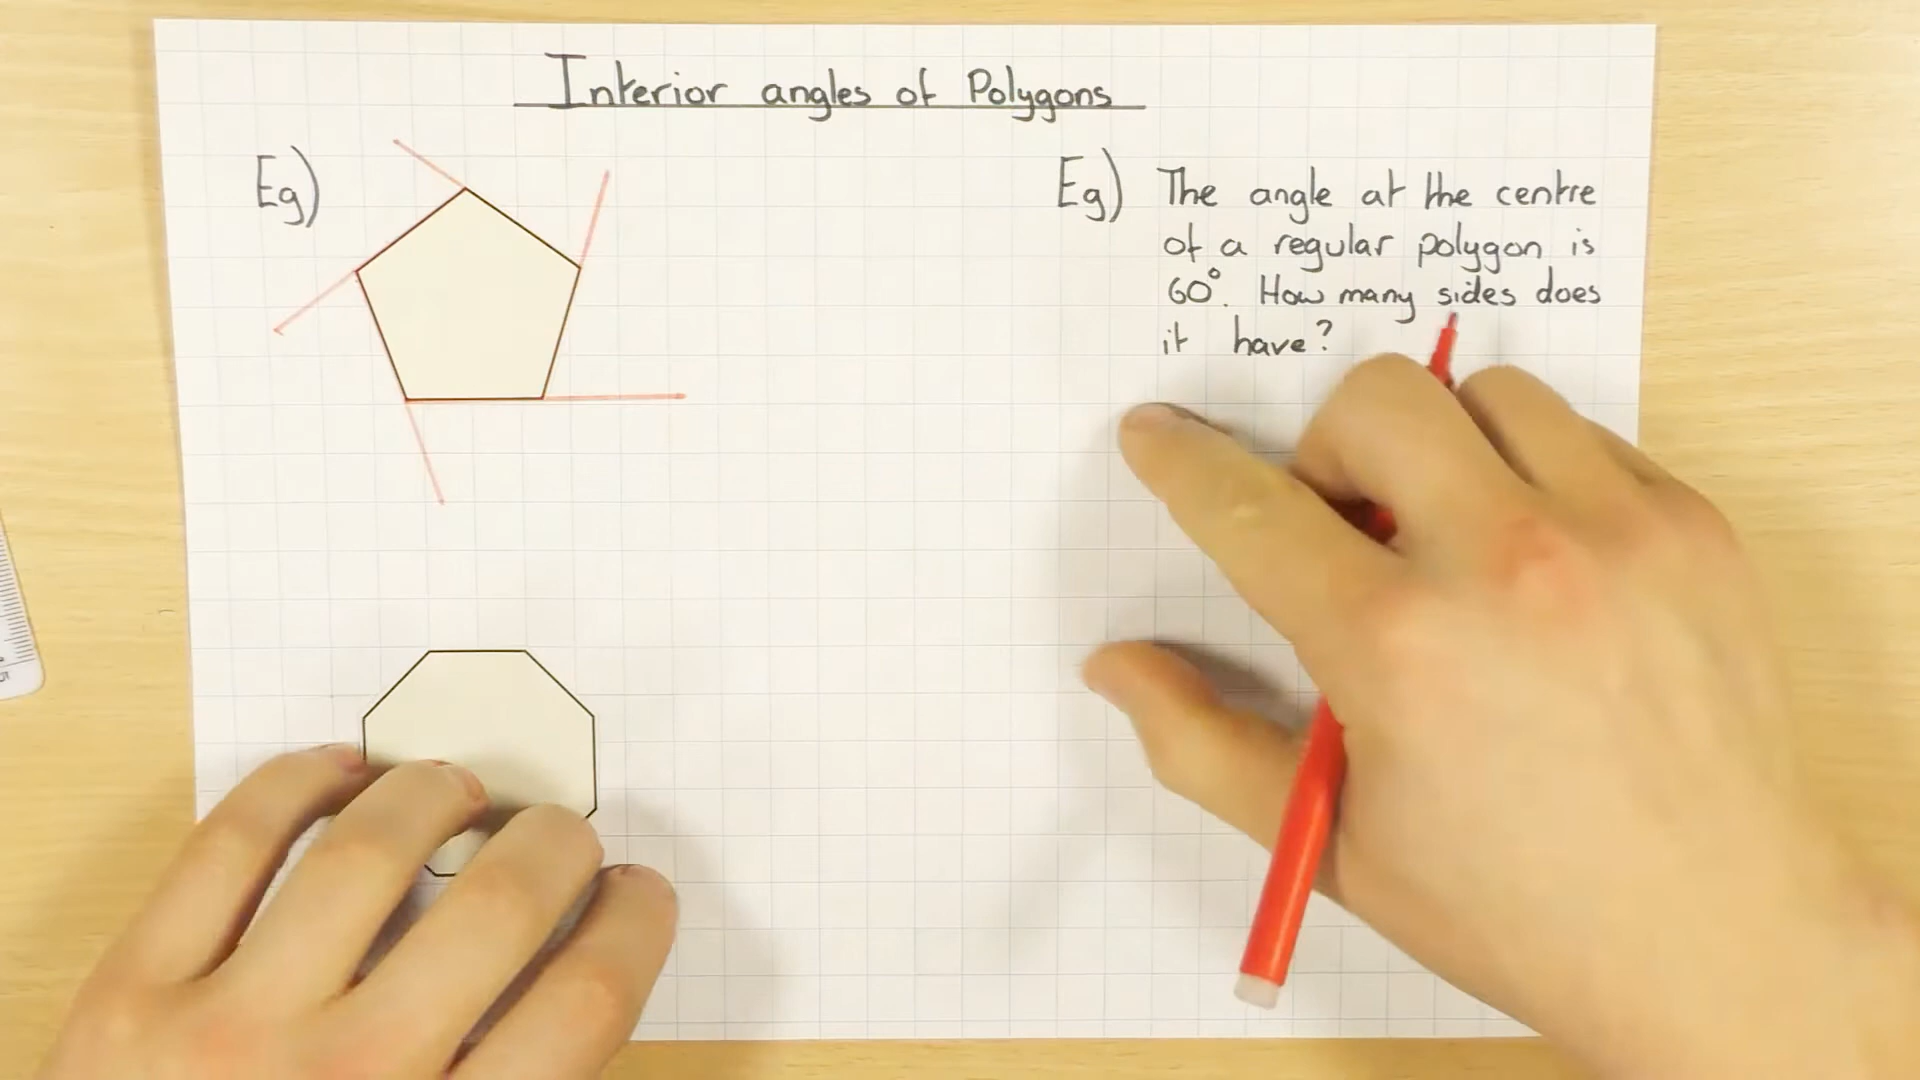 Interior angles of Polygons
Eg)
Eg) The angle at the centre
of a regular polygon is
60°. How many sides does
it have?